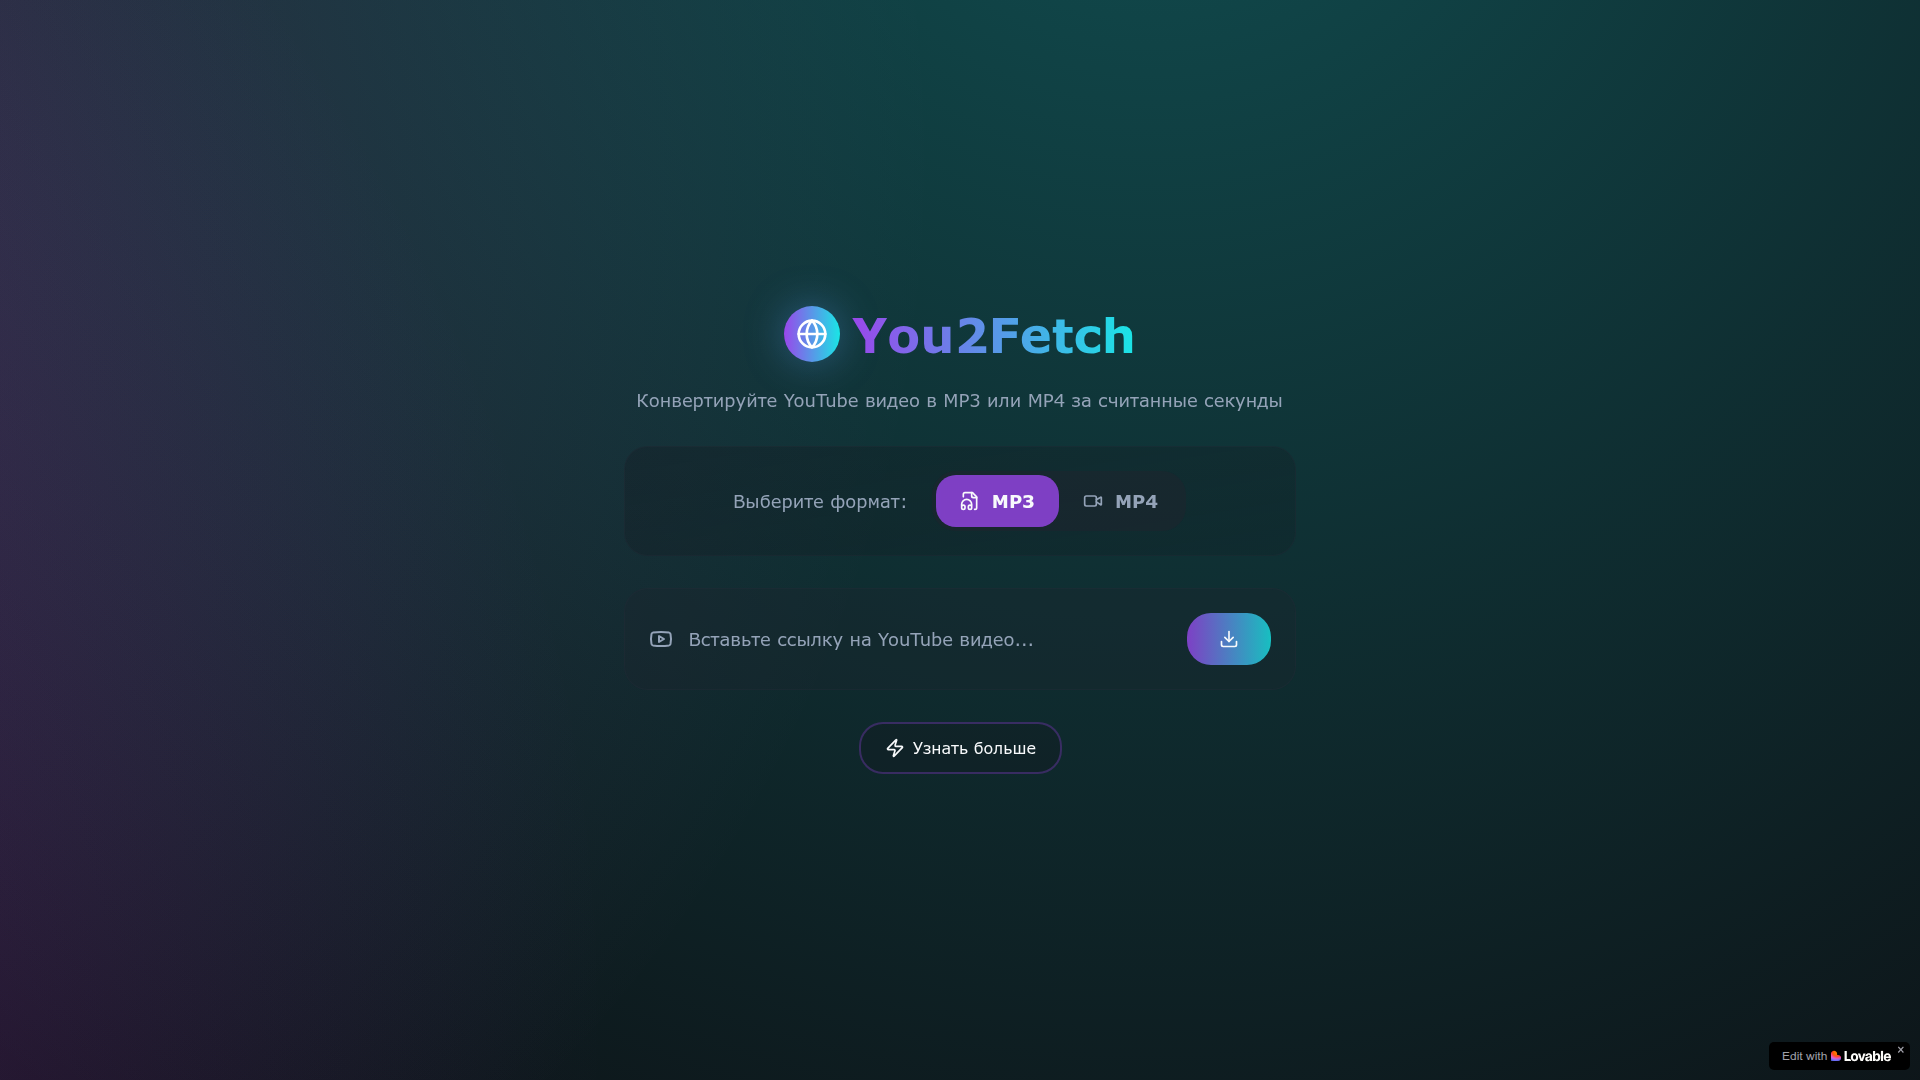 You2Fetch
Конвертируйте YouTube видео в MP3 или MP4 за считанные секунды
Выберите формат: MP3 MP4
Вставьте ссылку на YouTube видео...
Узнать больше
Edit with Lovable ×